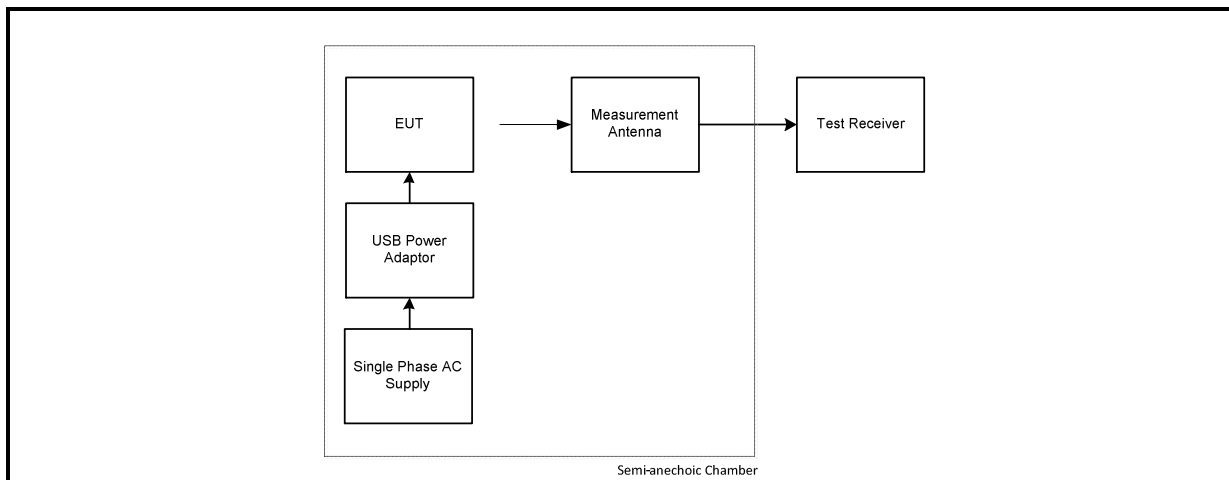 EUT
Measurement
Antenna
Test Receiver
USB Power
Adaptor
Single Phase AC
Supply
Semi-anechoic Chamber